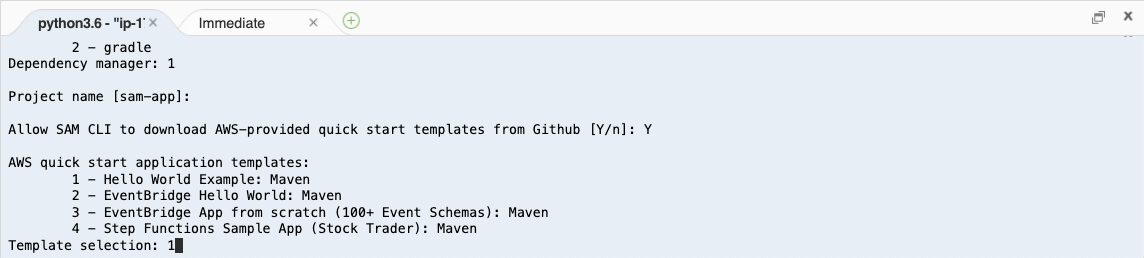 python3.6 - "ip-1
Immediate
2 - gradle
Dependency manager: 1
Project name [sam-app]:
Allow SAM CLI to download AWS-provided quick start templates from Github [Y/n]: Y
AWS quick start application templates:
1 - Hello World Example: Maven
2 - EventBridge Hello World: Maven
3 - EventBridge App from scratch (100+ Event Schemas): Maven
4 - Step Functions Sample App (Stock Trader): Maven
Template selection: 1